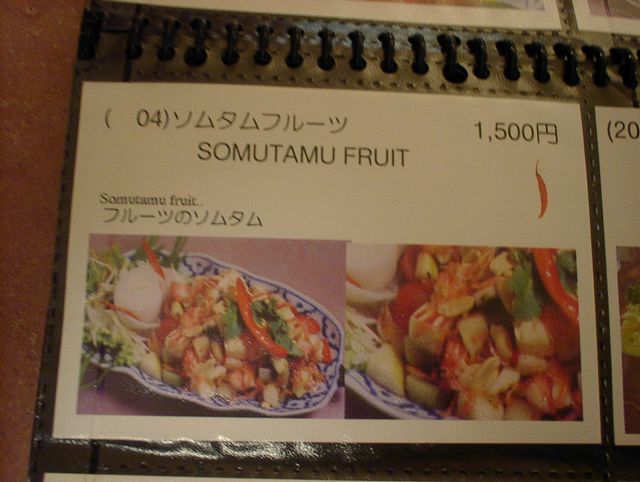 ( 04)ソムタムフルーツ
1,500円
SOMUTAMU FRUIT
Somutamu fruit..
フルーツのソムタム
(20